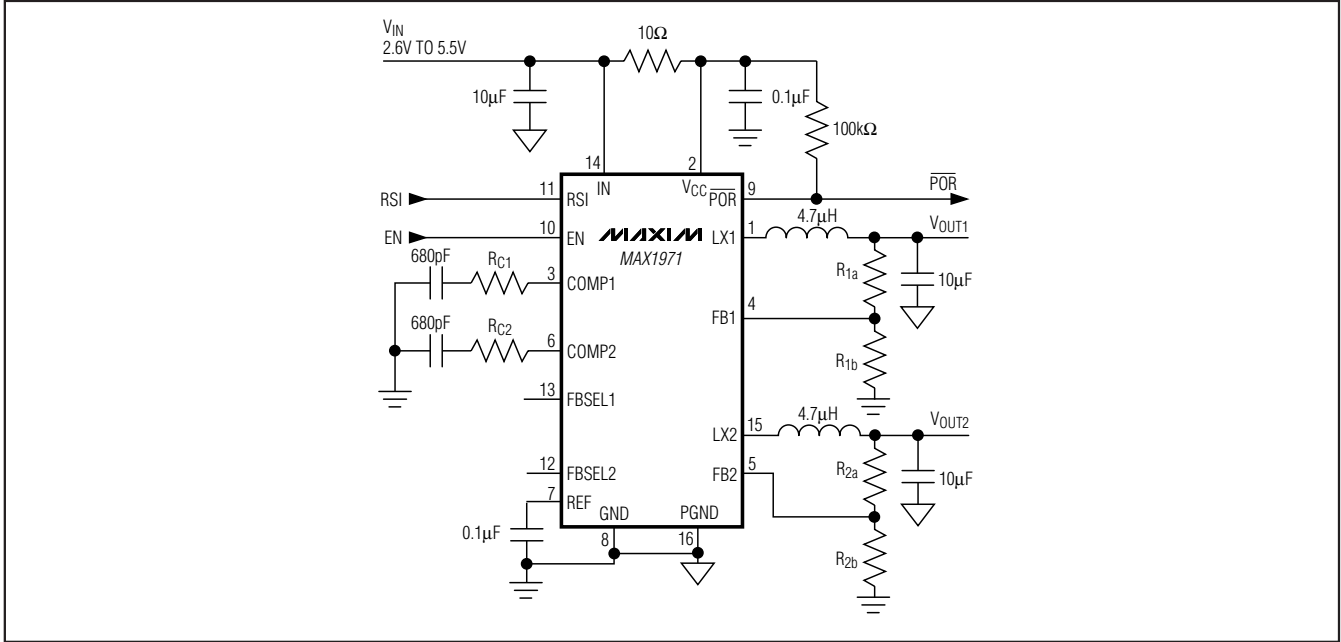 VIN
2.6V TO 5.5V
10Ω
10µF
0.1µF
100kΩ
14
2
IN
VCC
POR
9
POR
RSI
11
RSI
EN
10
EN
MAXIM
MAX1971
LX1
1
4.7µH
VOUT1
680pF
RC1
3
COMP1
R1a
10µF
FB1
4
680pF
RC2
6
COMP2
R1b
13
FBSEL1
LX2
15
4.7µH
VOUT2
12
FBSEL2
FB2
5
R2a
10µF
7
REF
0.1µF
GND
PGND
8
16
R2b